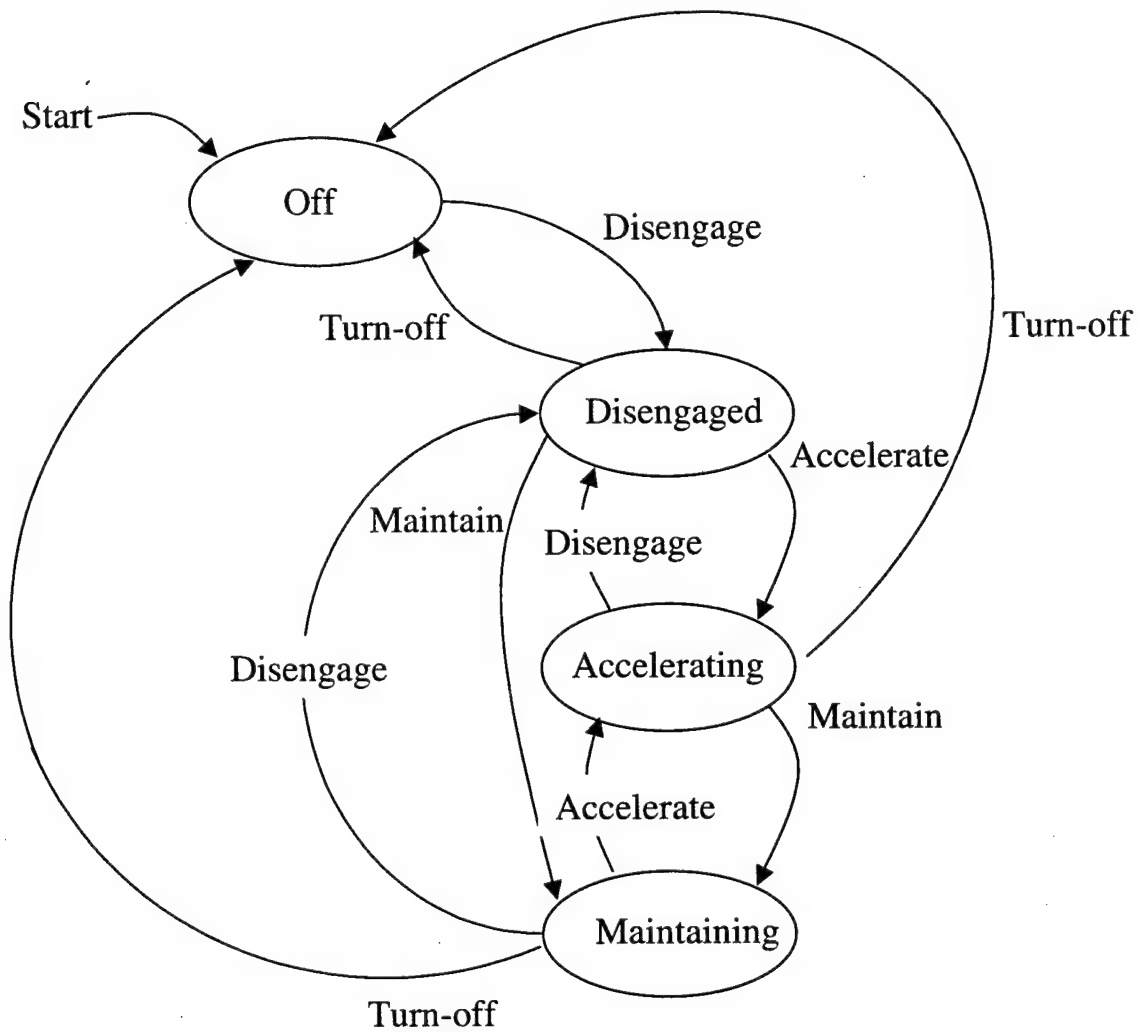 Start
Off
Disengage
Turn-off
Turn-off
Disengaged
Accelerate
Maintain
Disengage
Disengage
Accelerating
Maintain
Accelerate
Maintaining
Turn-off